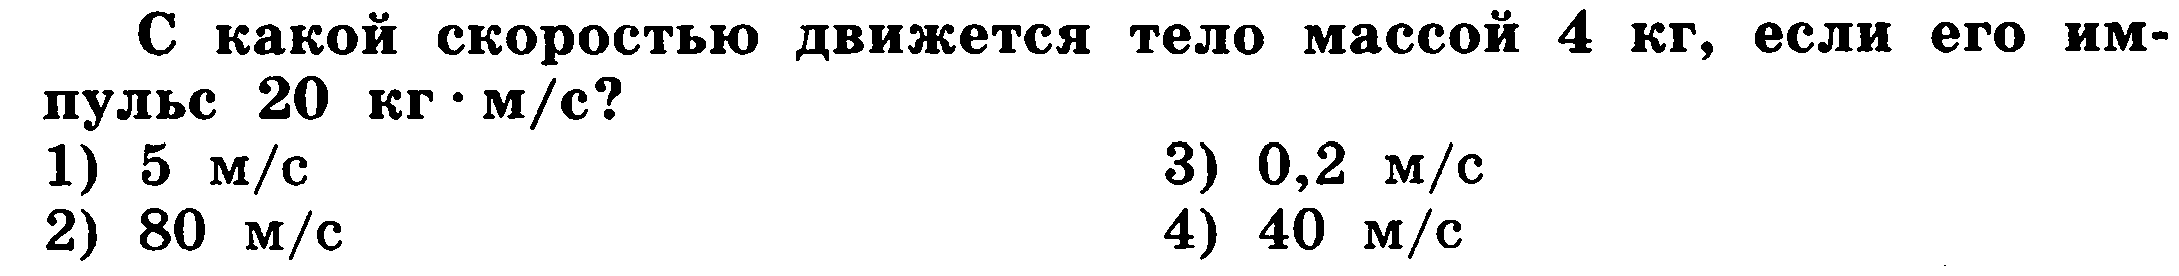 С какой скоростью движется тело массой 4 кг, если его им-
пульс 20 кг · м/с?
1) 5 м/с 3) 0,2 м/с
2) 80 м/с 4) 40 м/с